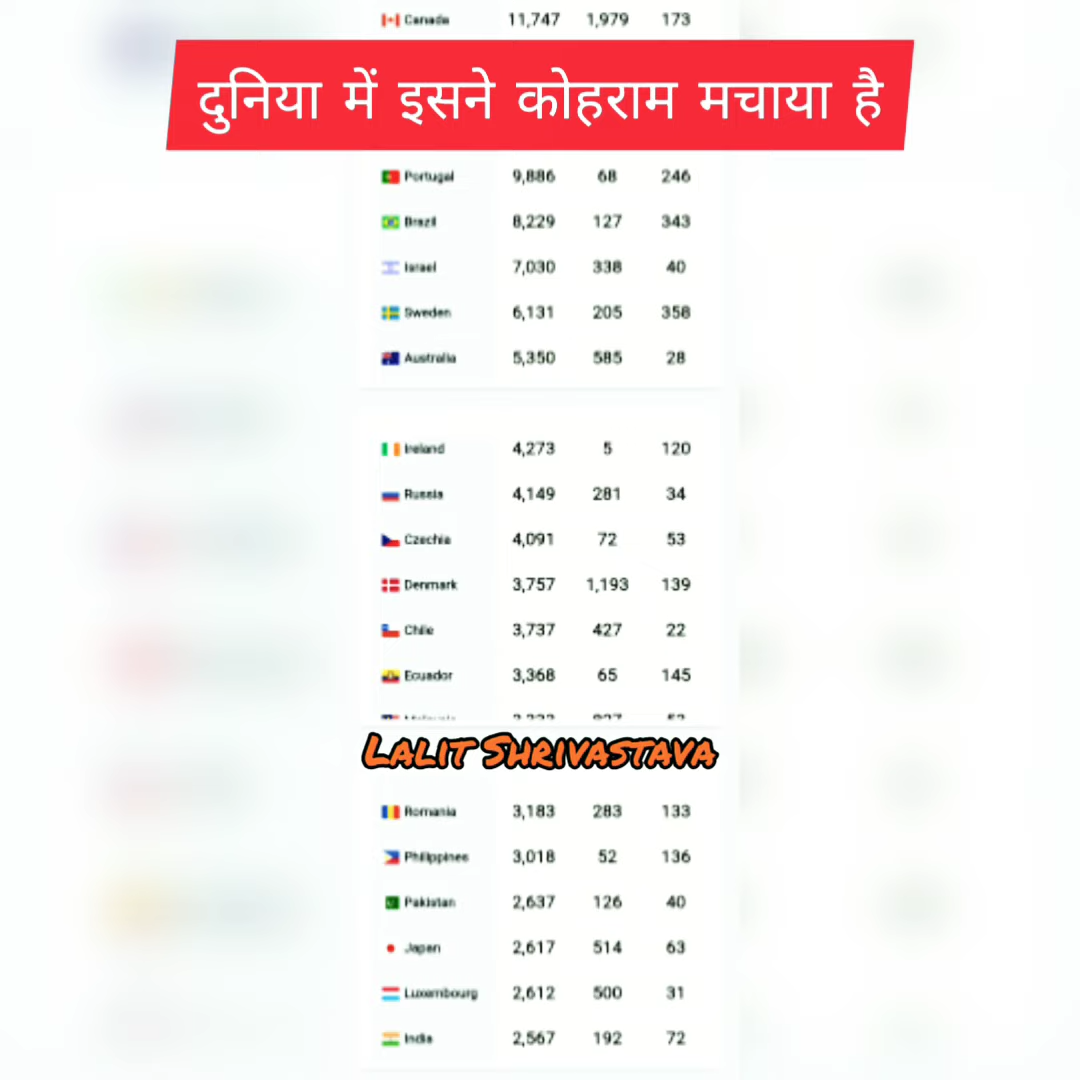 Canada 11,747 1,979 173
दुनिया में इसने कोहराम मचाया है
Portugal 9,886 68 246
Brazil 8,229 127 343
Israel 7,030 338 40
Sweden 6,131 205 358
Australia 5,350 585 28
Ireland 4,273 5 120
Russia 4,149 281 34
Czechia 4,091 72 53
Denmark 3,757 1,193 139
Chile 3,737 427 22
Ecuador 3,368 65 145
Lalit Shrivastava
Romania 3,183 283 133
Philippines 3,018 52 136
Pakistan 2,637 126 40
Japan 2,617 514 63
Luxembourg 2,612 500 31
India 2,567 192 72